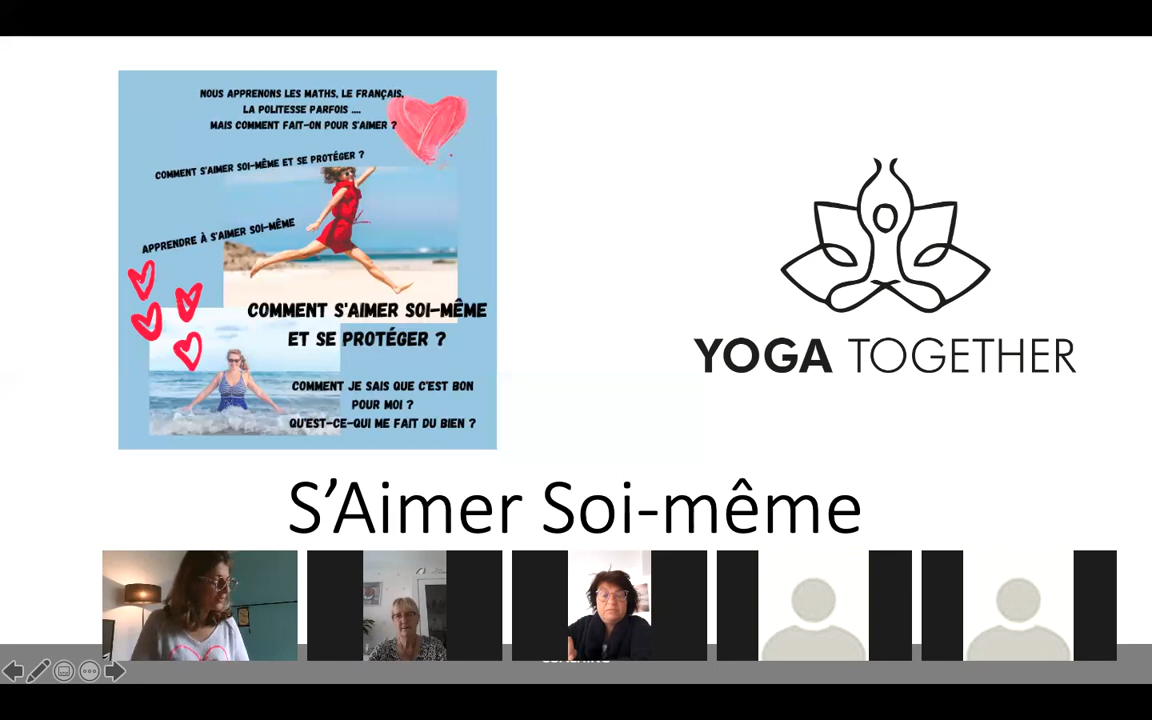 NOUS APPRENONS LES MATHS, LE FRANÇAIS,
LA POLITESSE PARFOIS ....
MAIS COMMENT FAIT-ON POUR S'AIMER ?
COMMENT S'AIMER SOI-MÊME ET SE PROTÉGER ?
APPRENDRE À S'AIMER SOI-MÊME
COMMENT S'AIMER SOI-MÊME
ET SE PROTÉGER ?
COMMENT JE SAIS QUE C'EST BON
POUR MOI ?
QU'EST-CE-QUI ME FAIT DU BIEN ?
YOGA TOGETHER
S'Aimer Soi-même